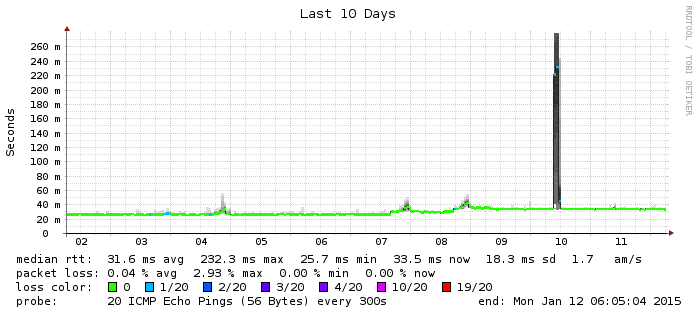 Last 10 Days
RRDTOOL / TOBI OETIKER
Seconds
260 m
240 m
220 m
200 m
180 m
160 m
140 m
120 m
100 m
80 m
60 m
40 m
20 m
0
02 03 04 05 06 07 08 09 10 11
median rtt: 31.6 ms avg 232.3 ms max 25.7 ms min 33.5 ms now 18.3 ms sd 1.7 am/s
packet loss: 0.04 % avg 2.93 % max 0.00 % min 0.00 % now
loss color: 0 1/20 2/20 3/20 4/20 10/20 19/20
probe: 20 ICMP Echo Pings (56 Bytes) every 300s end: Mon Jan 12 06:05:04 2015